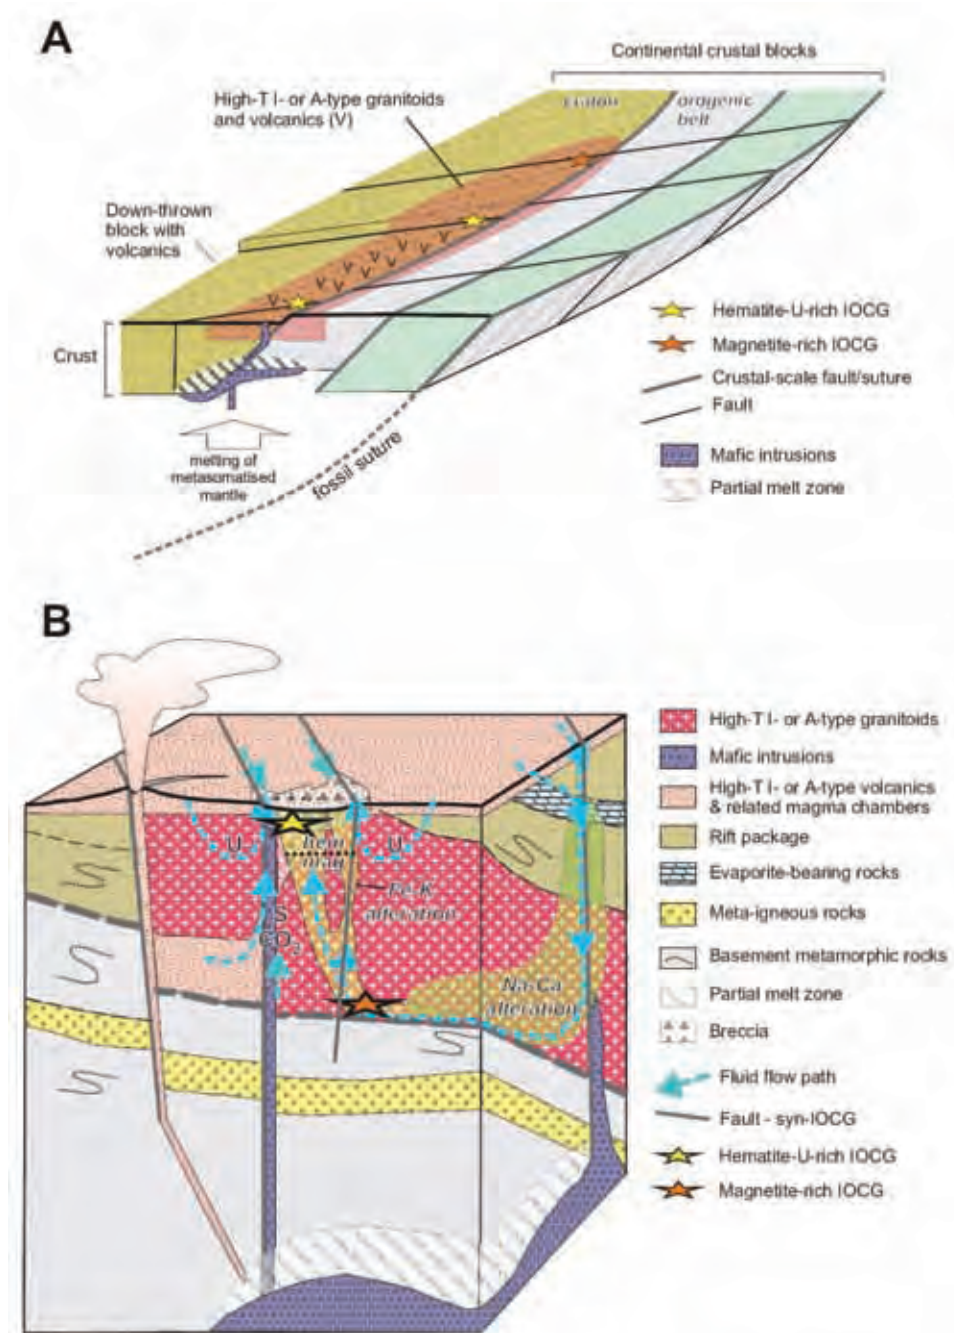 A
Continental crustal blocks
High-T I- or A-type granitoids
and volcanics (V)
craton
orogenic
belt
Down-thrown
block with
volcanics
V V V V V V V V V V
Crust
Hematite-U-rich IOCG
Magnetite-rich IOCG
Crustal-scale fault/suture
Fault
Mafic intrusions
Partial melt zone
melting of
metasomatised
mantle
fossil suture
B
High-T I- or A-type granitoids
Mafic intrusions
High-T I- or A-type volcanics
& related magma chambers
Rift package
Evaporite-bearing rocks
Meta-igneous rocks
Basement metamorphic rocks
Partial melt zone
Breccia
Fluid flow path
Fault - syn-IOCG
Hematite-U-rich IOCG
Magnetite-rich IOCG
U
hem
mag
U
Fe-K
alteration
S
CO2
Na-Ca
alteration